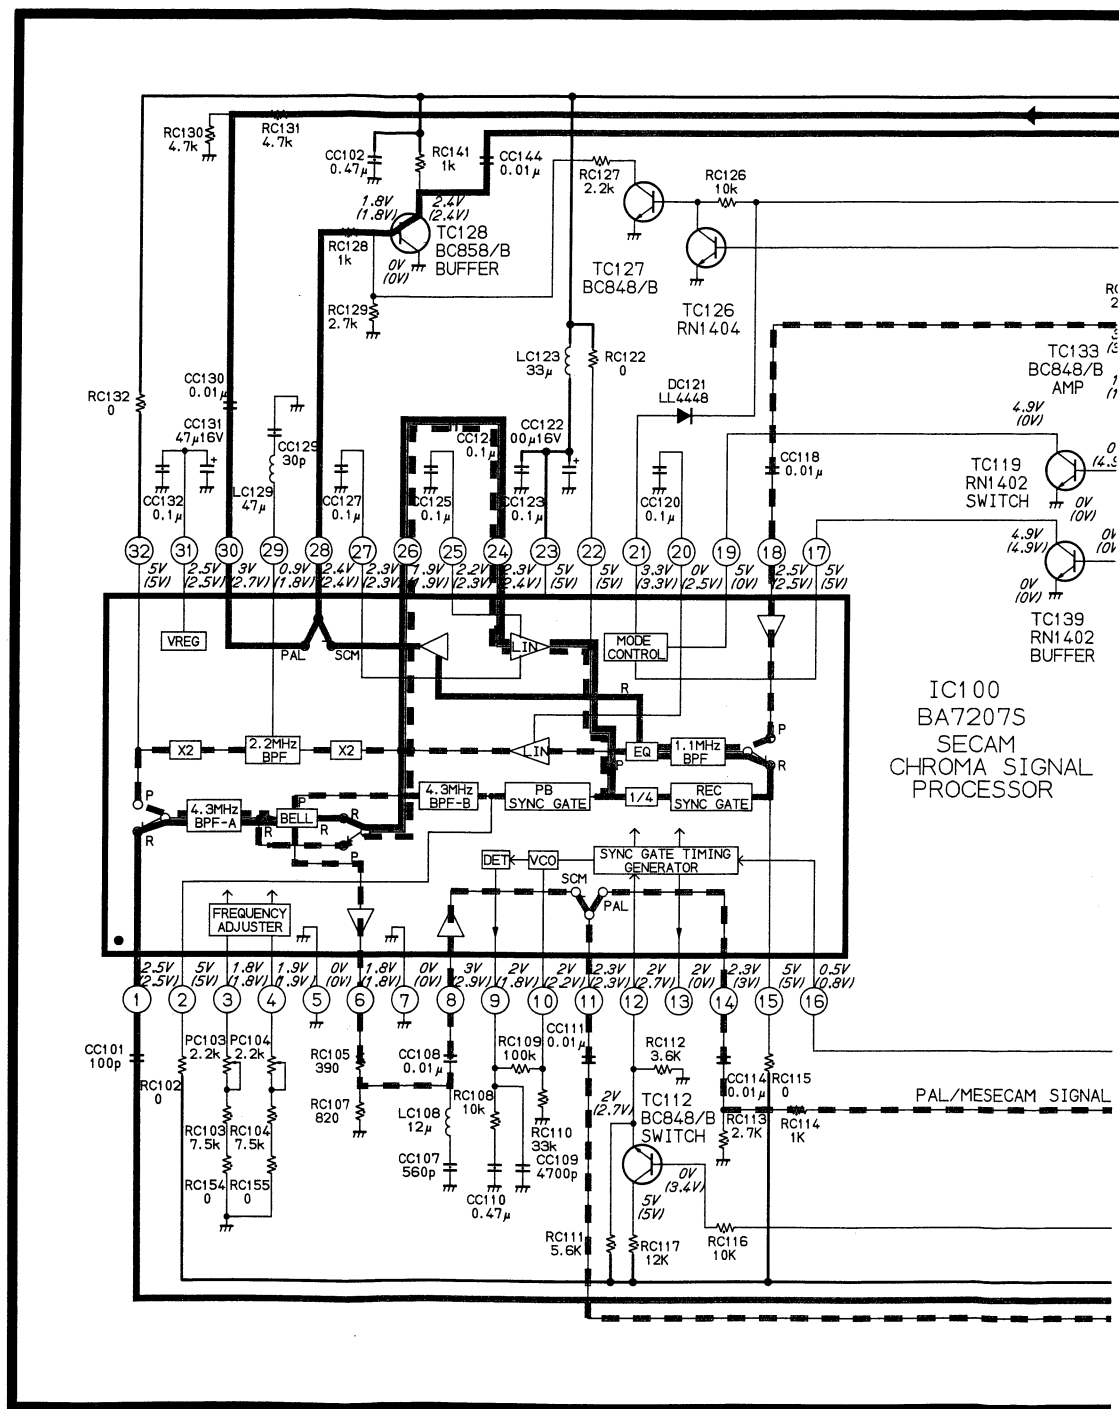 RC130
4.7k
RC131
4.7k
CC102
0.47μ
RC141
1k
CC144
0.01μ
RC127
2.2k
RC126
10k
1.8V
(1.8V)
2.4V
(2.4V)
RC128
1k
TC128
BC858/B
BUFFER
0V
(0V)
TC127
BC848/B
TC126
RN1404
RC129
2.7k
LC123
33μ
RC122
0
TC133
BC848/B
AMP
DC121
LL4448
RC132
0
CC130
0.01μ
CC131
47μ16V
CC129
30p
LC129
47μ
CC132
0.1μ
CC127
0.1μ
CC125
0.1μ
CC12
0.1μ
CC122
00μ16V
CC123
0.1μ
CC120
0.1μ
CC118
0.01μ
4.9V
(0V)
TC119
RN1402
SWITCH
0V
(0V)
4.9V
(4.9V)
0V
(0V)
TC139
RN1402
BUFFER
32 31 30 29 28 27 26 25 24 23 22 21 20 19 18 17
5V 2.5V 3V 0.9V 2.4V 2.3V 1.9V 2.2V 2.3V 5V 5V 3.3V 0V 5V 2.5V 5V
(5V) (2.5V) (2.7V) (1.8V) (2.4V) (2.3V) (1.9V) (2.3V) (2.4V) (5V) (5V) (3.3V) (2.5V) (0V) (2.5V) (5V)
VREG
PAL
SCM
LIN
MODE
CONTROL
R
IC100
BA7207S
SECAM
CHROMA SIGNAL
PROCESSOR
X2
2.2MHz
BPF
X2
LIN
EQ
1.1MHz
BPF
P
R
P
4.3MHz
BPF-B
PB
SYNC GATE
1/4
REC
SYNC GATE
P
R
4.3MHz
BPF-A
R
P
BELL
R
R
P
P
DET
VCO
SYNC GATE TIMING
GENERATOR
SCM
PAL
FREQUENCY
ADJUSTER
2.5V 5V 1.8V 1.9V 0V 1.8V 0V 3V 2V 2V 2.3V 2V 2V 2.3V 5V 0.5V
(2.5V) (5V) (1.8V) (1.9V) (0V) (1.8V) (0V) (2.9V) (1.8V) (2.2V) (2.3V) (2.7V) (0V) (3V) (5V) (0.8V)
1 2 3 4 5 6 7 8 9 10 11 12 13 14 15 16
CC101
100p
RC102
0
PC103
2.2k
PC104
2.2k
RC105
390
CC108
0.01μ
RC109
100k
CC111
0.01μ
RC112
3.6K
CC114
0.01μ
RC115
0
PAL/MESECAM SIGNAL
RC107
820
LC108
12μ
RC108
10k
2V
(2.7V)
TC112
BC848/B
SWITCH
RC113
2.7K
RC114
1K
RC103
7.5k
RC104
7.5k
RC110
33k
CC107
560p
CC109
4700p
RC154
0
RC155
0
CC110
0.47μ
0V
(3.4V)
5V
(5V)
RC111
5.6K
RC117
12K
RC116
10K